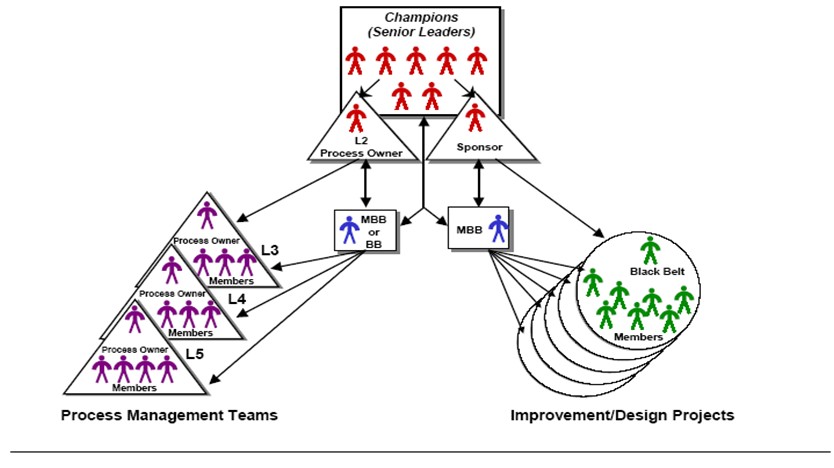 Champions
(Senior Leaders)
L2
Process Owner
Sponsor
MBB
or
BB
MBB
Process Owner
L3
Members
Process Owner
L4
Members
Process Owner
L5
Members
Black Belt
Members
Process Management Teams
Improvement/Design Projects